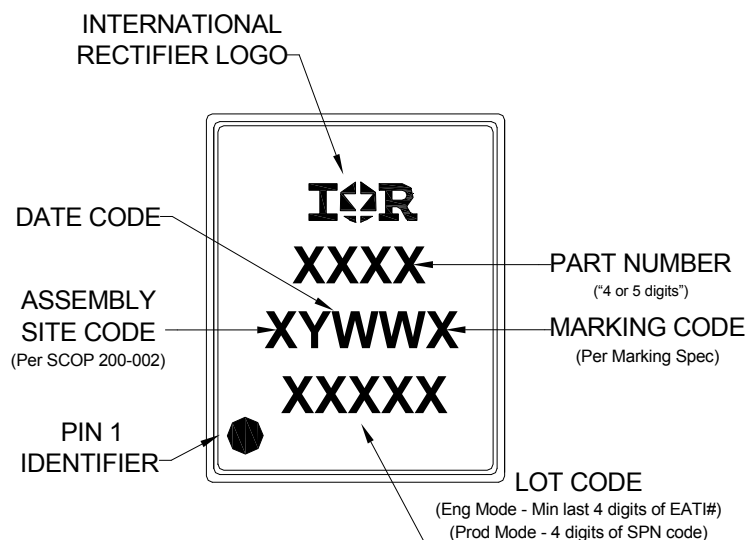 INTERNATIONAL
RECTIFIER LOGO
IOR
DATE CODE
XXXX
PART NUMBER
(“4 or 5 digits”)
ASSEMBLY
SITE CODE
(Per SCOP 200-002)
XYWWX
MARKING CODE
(Per Marking Spec)
XXXXX
PIN 1
IDENTIFIER
LOT CODE
(Eng Mode - Min last 4 digits of EATI#)
(Prod Mode - 4 digits of SPN code)